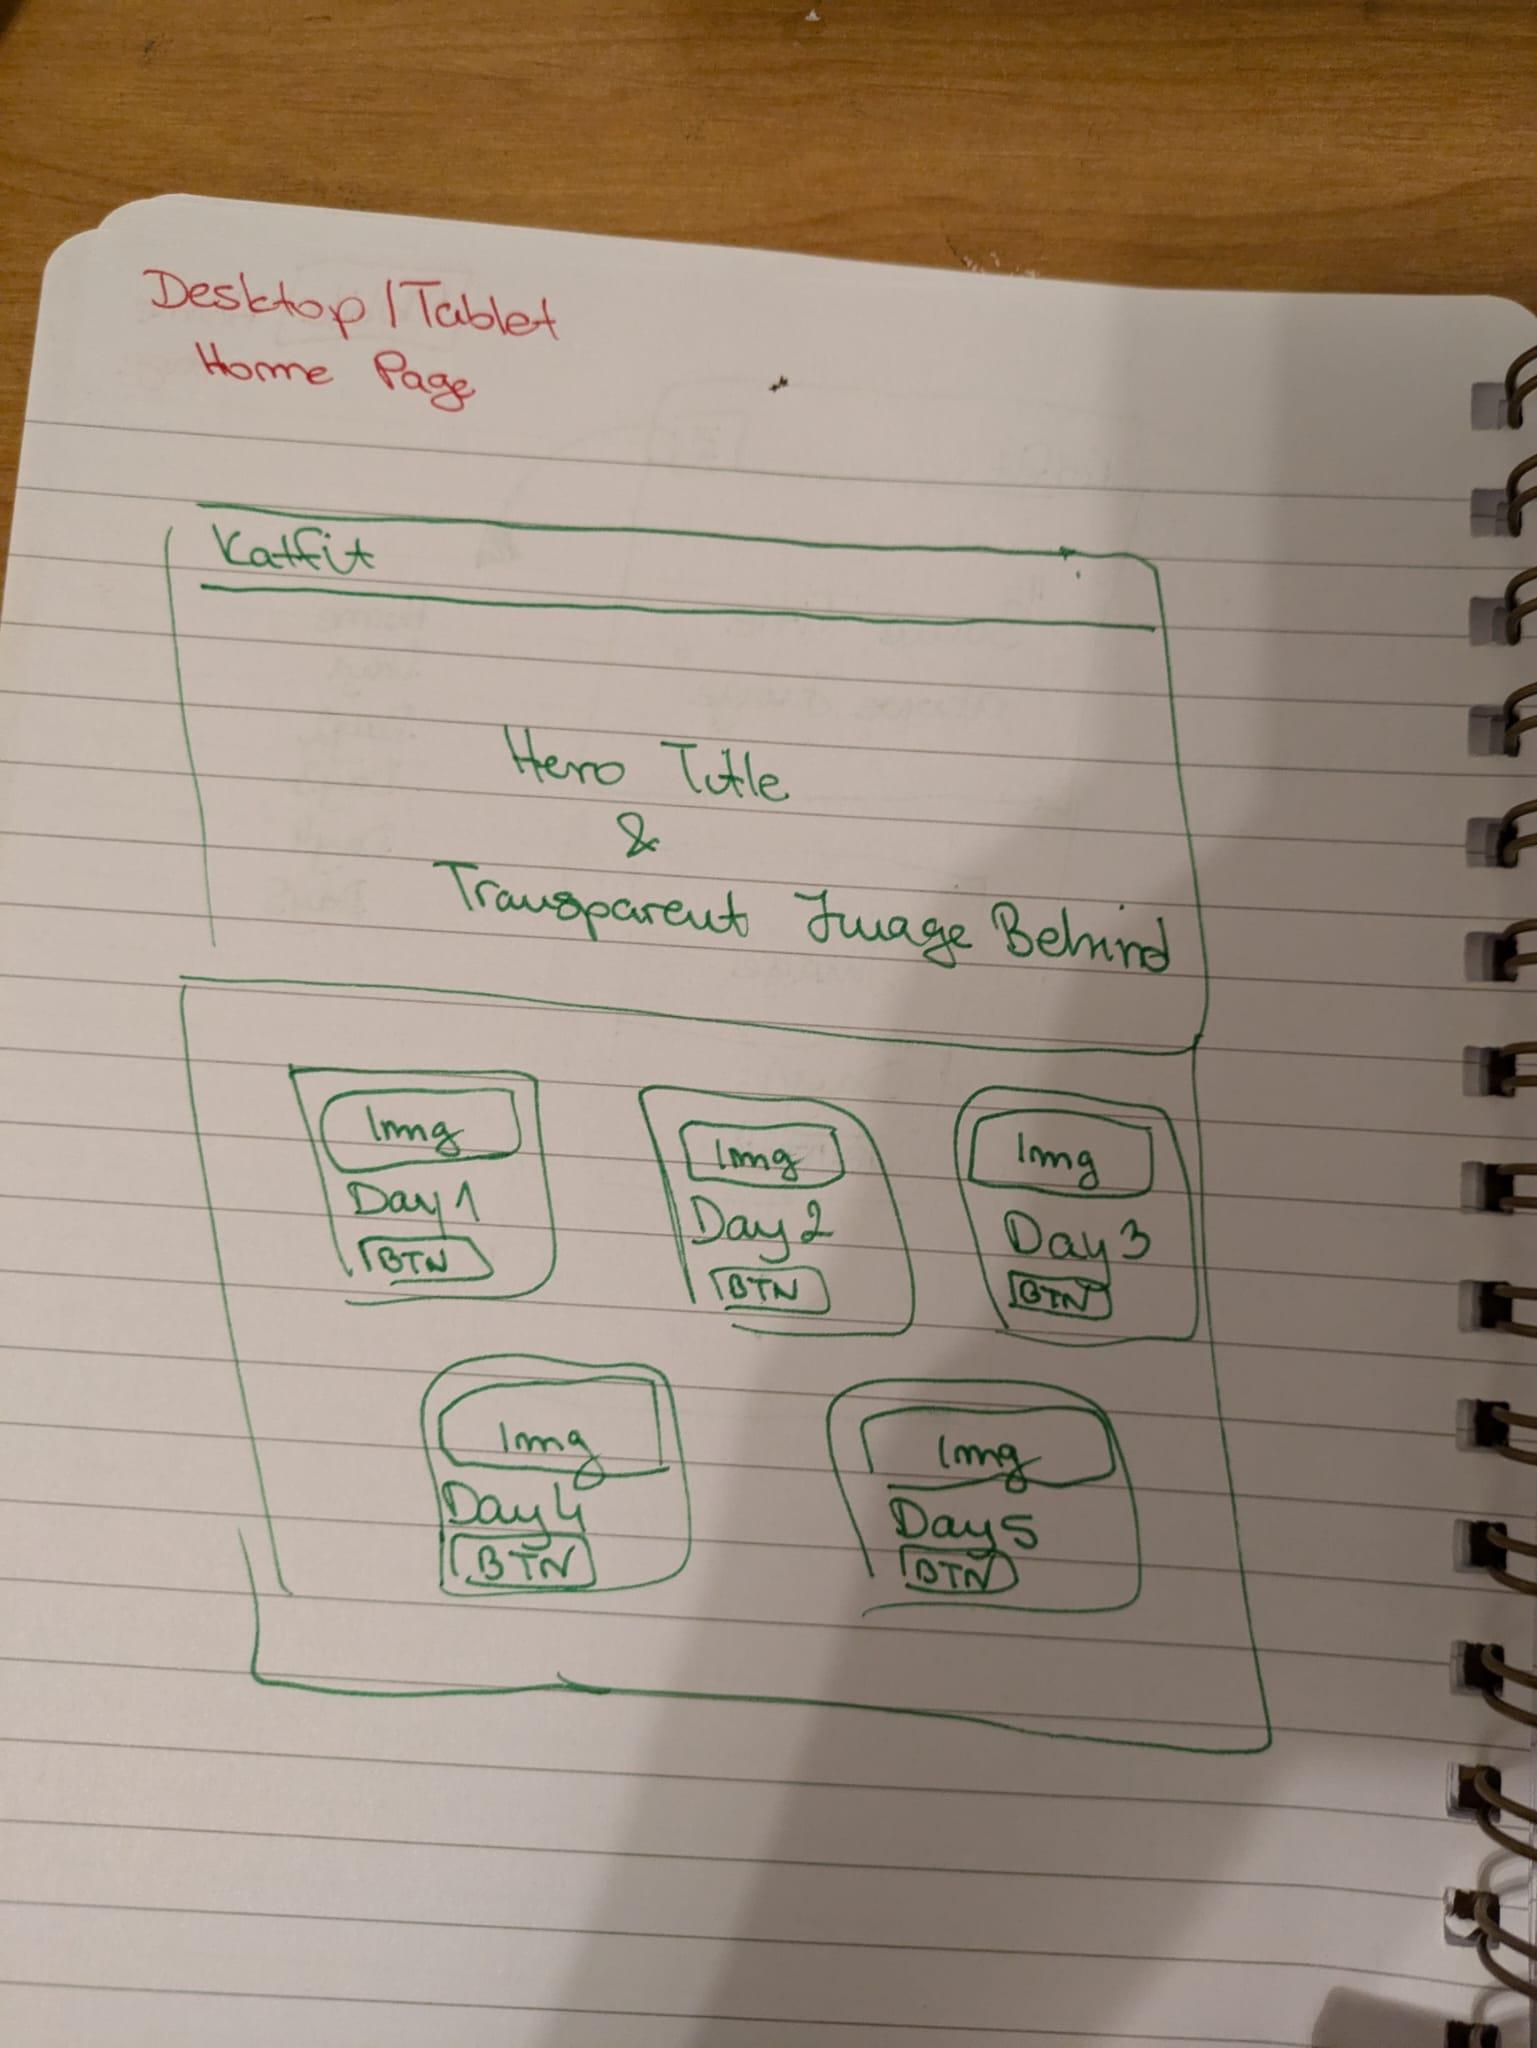 Desktop / Tablet
Home Page
Katfit
Hero Title
&
Transparent Image Behind
Img
Img
Img
Day 1
Day 2
Day 3
BTN
BTN
BTN
Img
Img
Day 4
Day 5
BTN
BTN